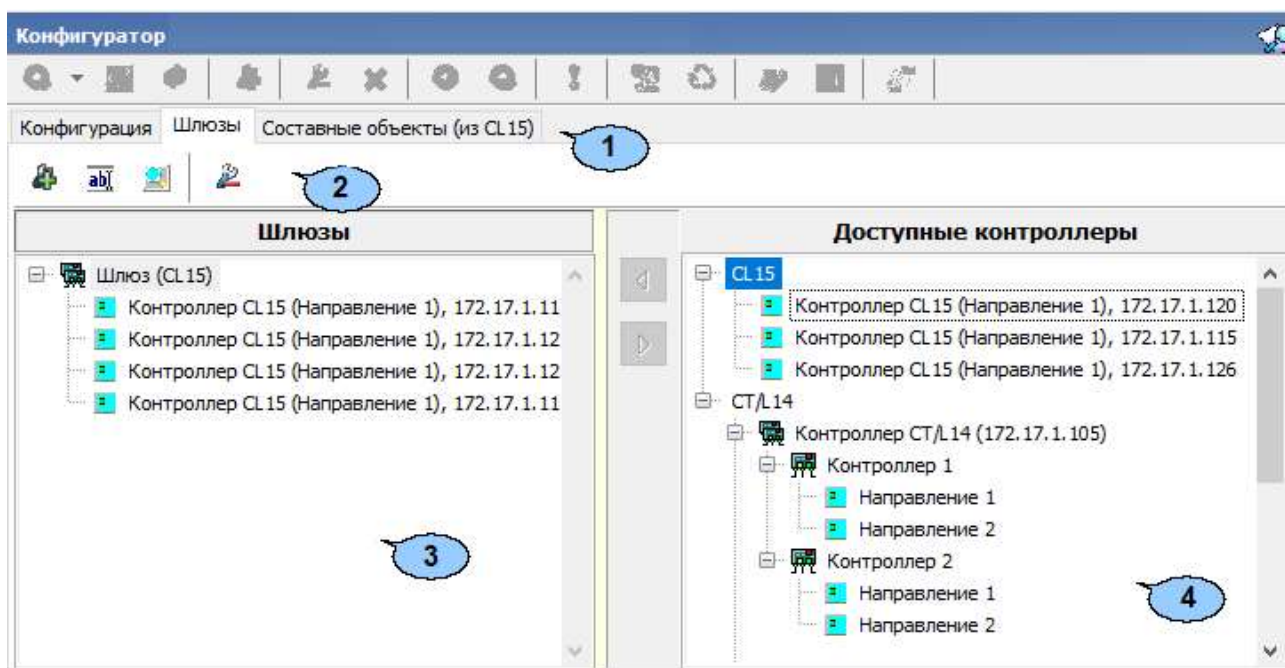 Конфигуратор
Конфигурация Шлюзы Составные объекты (из CL15)
1
abI
2
Шлюзы
Шлюз (CL15)
Контроллер CL15 (Направление 1), 172.17.1.11
Контроллер CL15 (Направление 1), 172.17.1.12
Контроллер CL15 (Направление 1), 172.17.1.12
Контроллер CL15 (Направление 1), 172.17.1.11
3
Доступные контроллеры
CL15
Контроллер CL15 (Направление 1), 172.17.1.120
Контроллер CL15 (Направление 1), 172.17.1.115
Контроллер CL15 (Направление 1), 172.17.1.126
CT/L14
Контроллер CT/L14 (172.17.1.105)
Контроллер 1
Направление 1
Направление 2
Контроллер 2
Направление 1
Направление 2
4